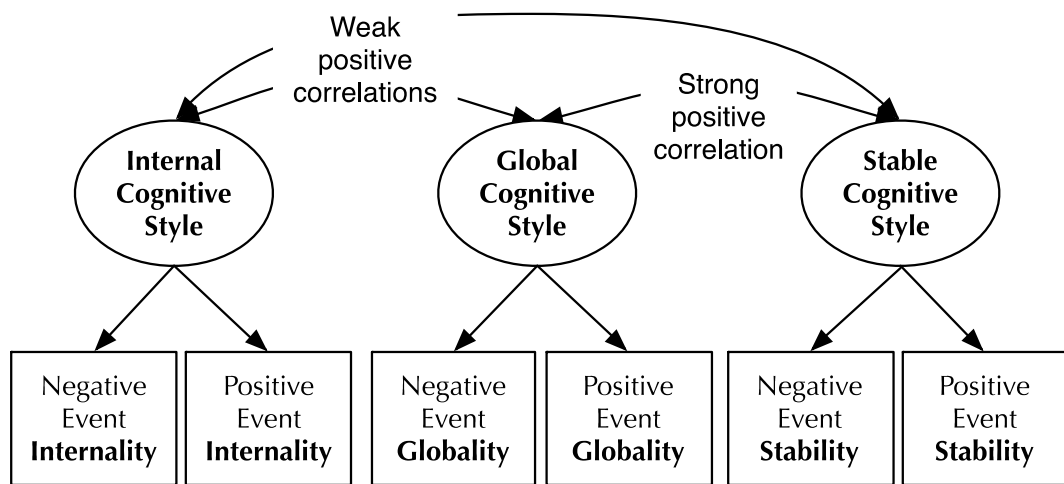 Weak
positive
correlations
Strong
positive
correlation
Internal
Cognitive
Style
Global
Cognitive
Style
Stable
Cognitive
Style
Negative
Event
Internality
Positive
Event
Internality
Negative
Event
Globality
Positive
Event
Globality
Negative
Event
Stability
Positive
Event
Stability